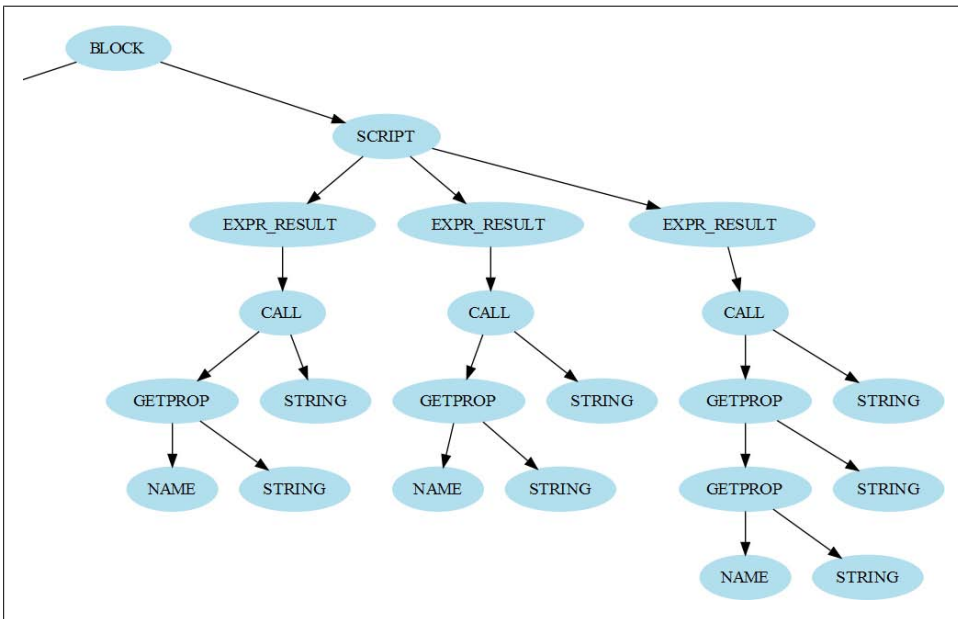 BLOCK
SCRIPT
EXPR_RESULT EXPR_RESULT EXPR_RESULT
CALL CALL CALL
GETPROP STRING GETPROP STRING GETPROP STRING
NAME STRING NAME STRING GETPROP STRING
NAME STRING